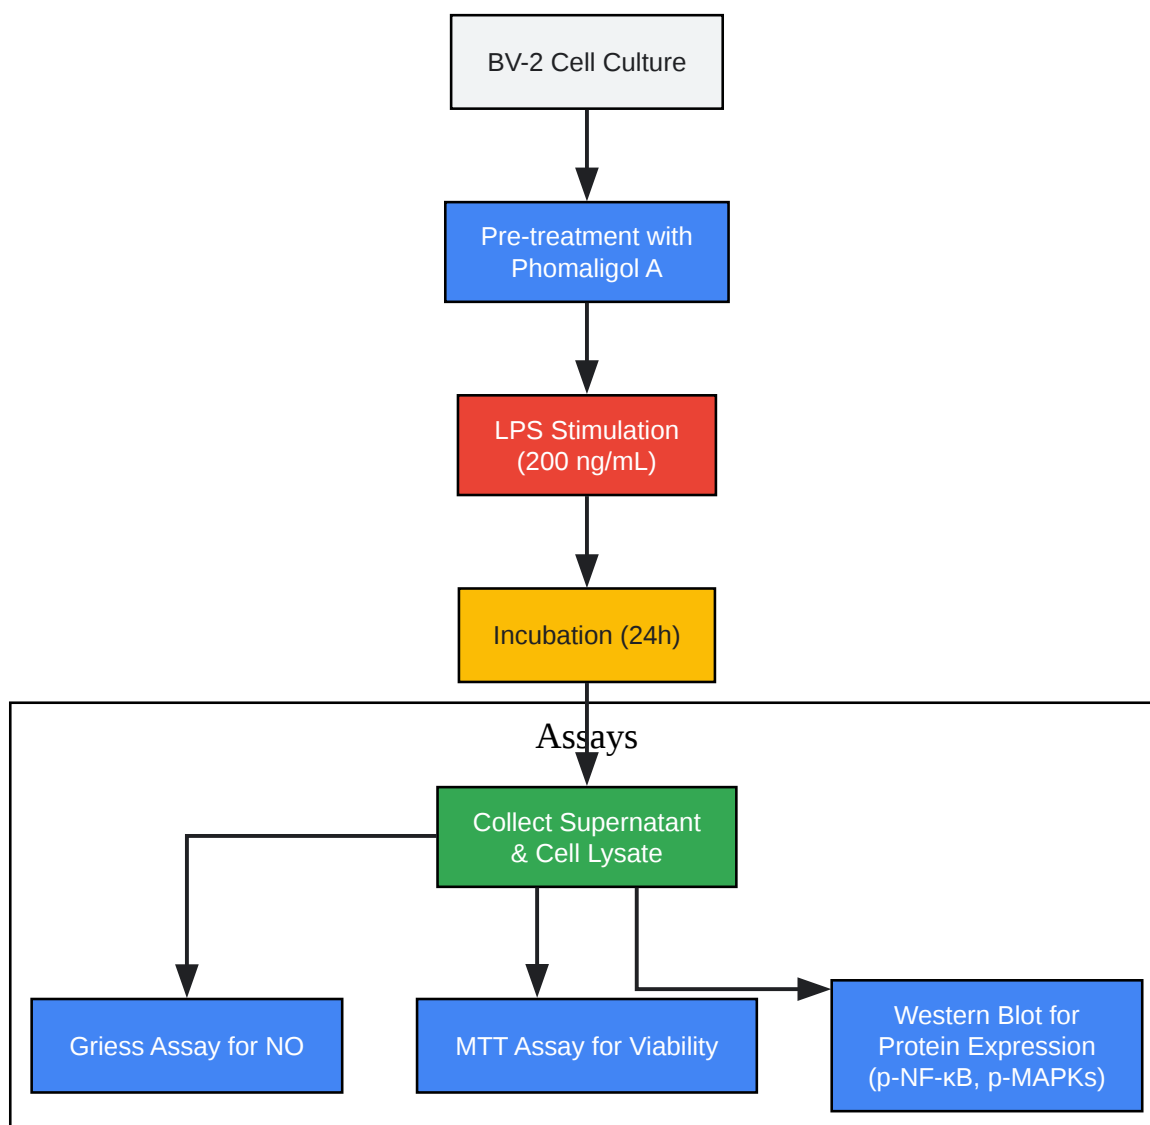 BV-2 Cell Culture
Pre-treatment with
Phomaligol A
LPS Stimulation
(200 ng/mL)
Incubation (24h)
Assays
Collect Supernatant
& Cell Lysate
Griess Assay for NO
MTT Assay for Viability
Western Blot for
Protein Expression
(p-NF-κB, p-MAPKs)